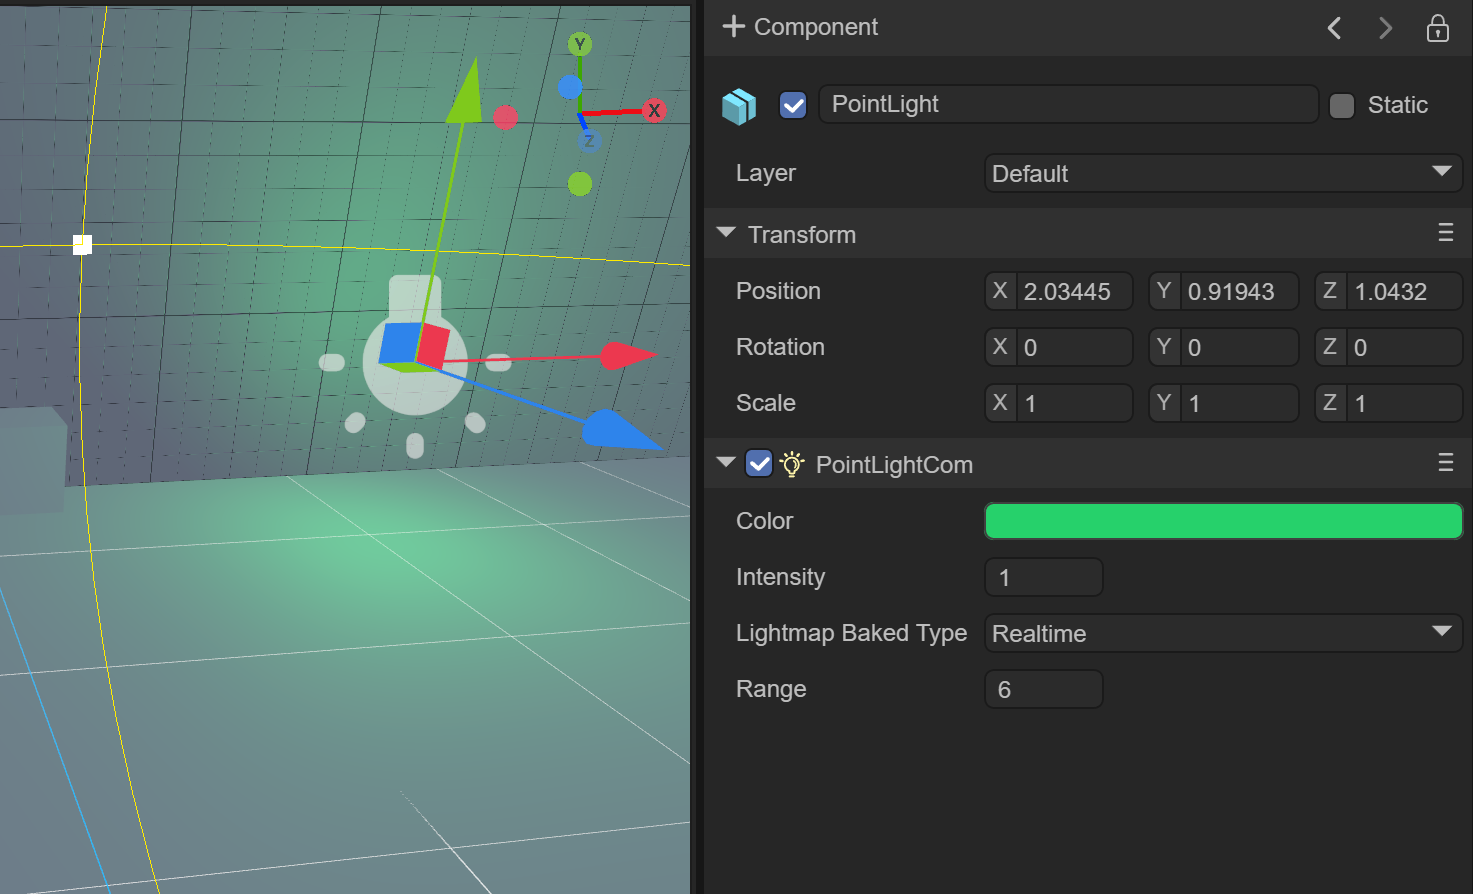 Component
PointLight
Static
Layer
Default
Transform
Position X 2.03445 Y 0.91943 Z 1.0432
Rotation X 0 Y 0 Z 0
Scale X 1 Y 1 Z 1
PointLightCom
Color
Intensity 1
Lightmap Baked Type Realtime
Range 6
Y
X
Z